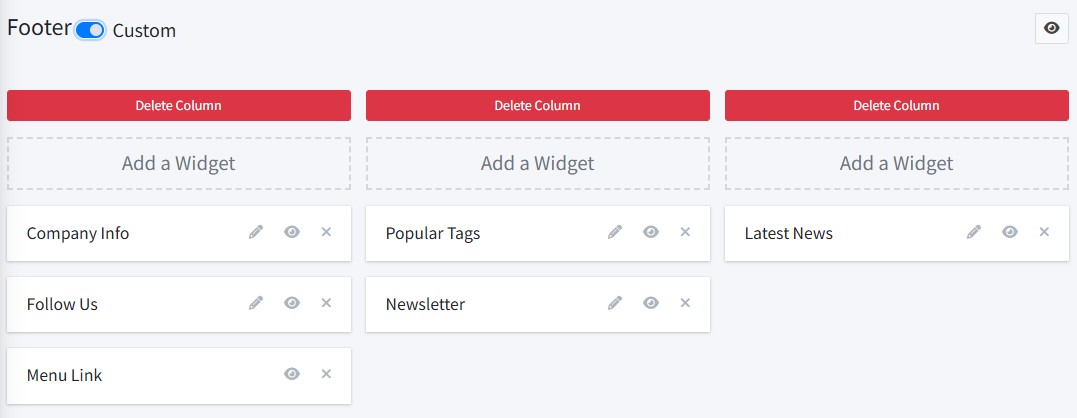 Footer Custom
Delete Column Delete Column Delete Column
Add a Widget Add a Widget Add a Widget
Company Info Popular Tags Latest News
Follow Us Newsletter
Menu Link